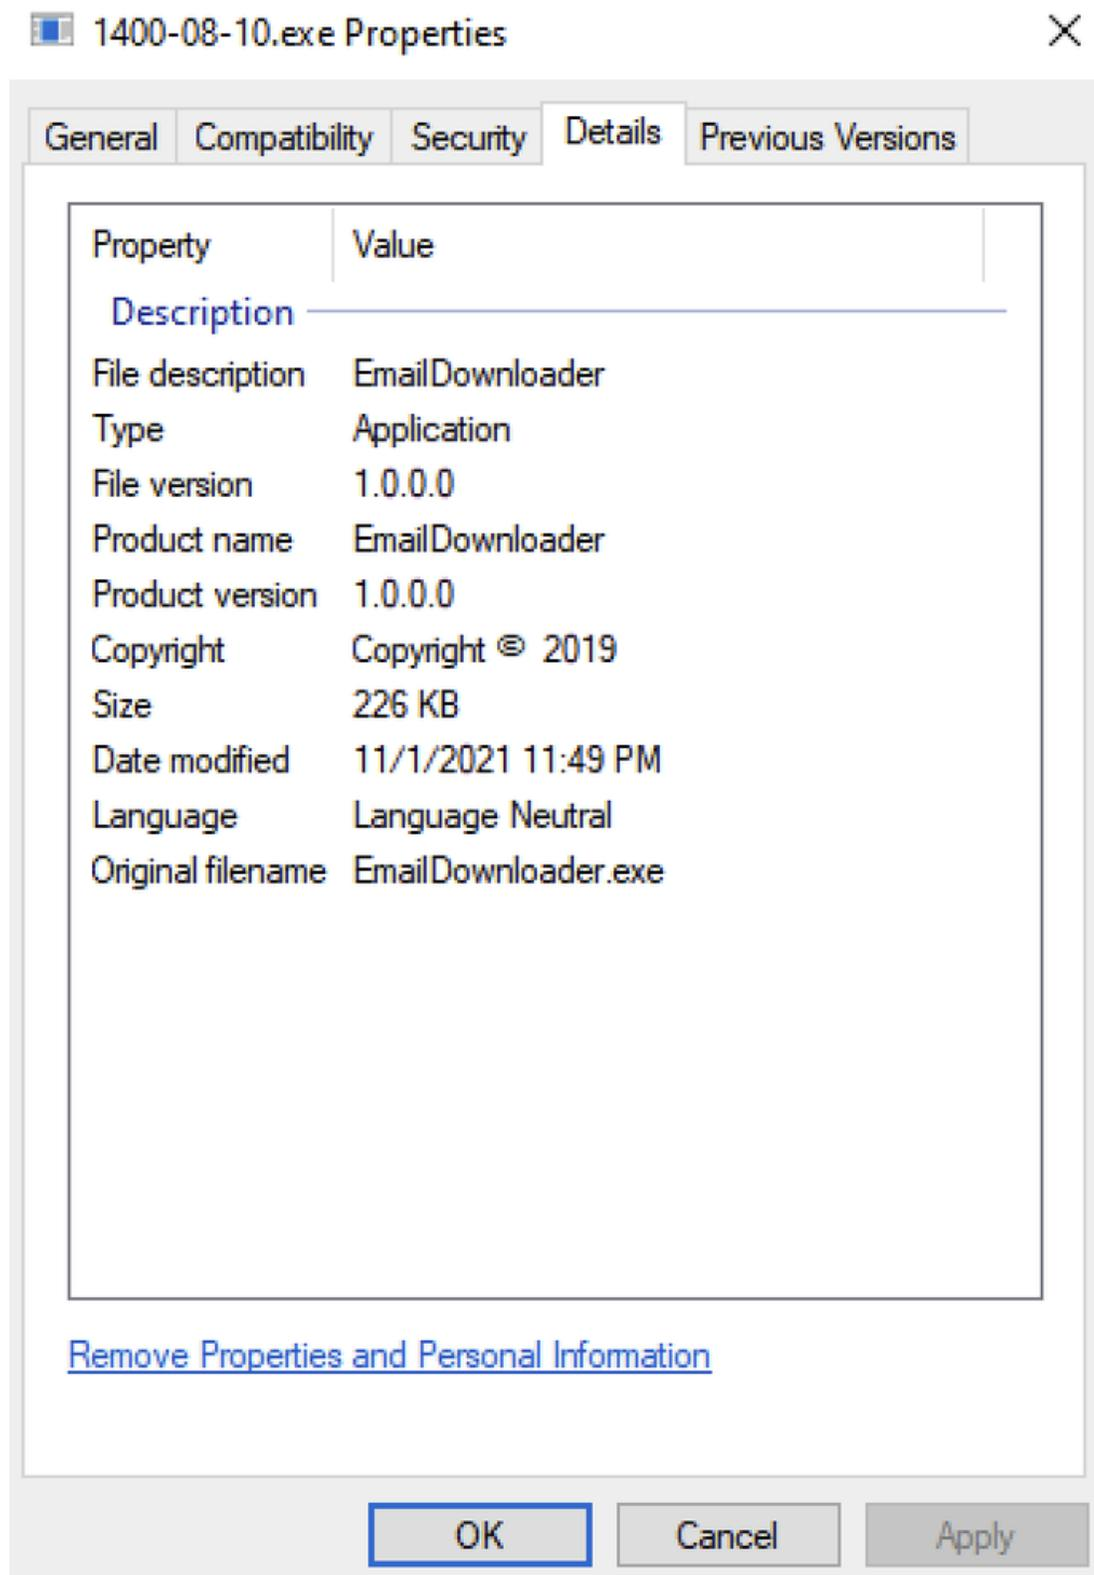 1400-08-10.exe Properties
General Compatibility Security Details Previous Versions
Property Value
Description
File description EmailDownloader
Type Application
File version 1.0.0.0
Product name EmailDownloader
Product version 1.0.0.0
Copyright Copyright © 2019
Size 226 KB
Date modified 11/1/2021 11:49 PM
Language Language Neutral
Original filename EmailDownloader.exe
Remove Properties and Personal Information
OK Cancel Apply